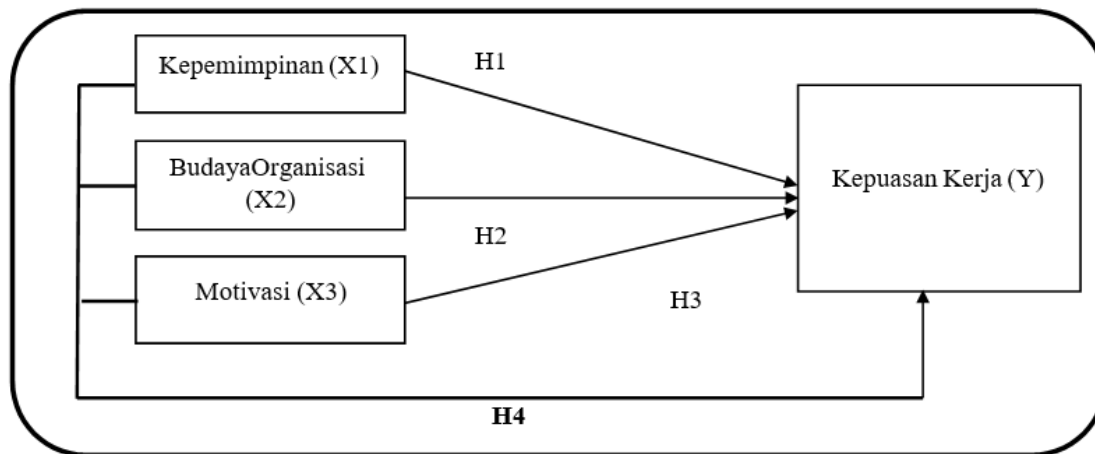 Kepemimpinan (X1)
H1
BudayaOrganisasi
(X2)
Kepuasan Kerja (Y)
H2
Motivasi (X3)
H3
H4